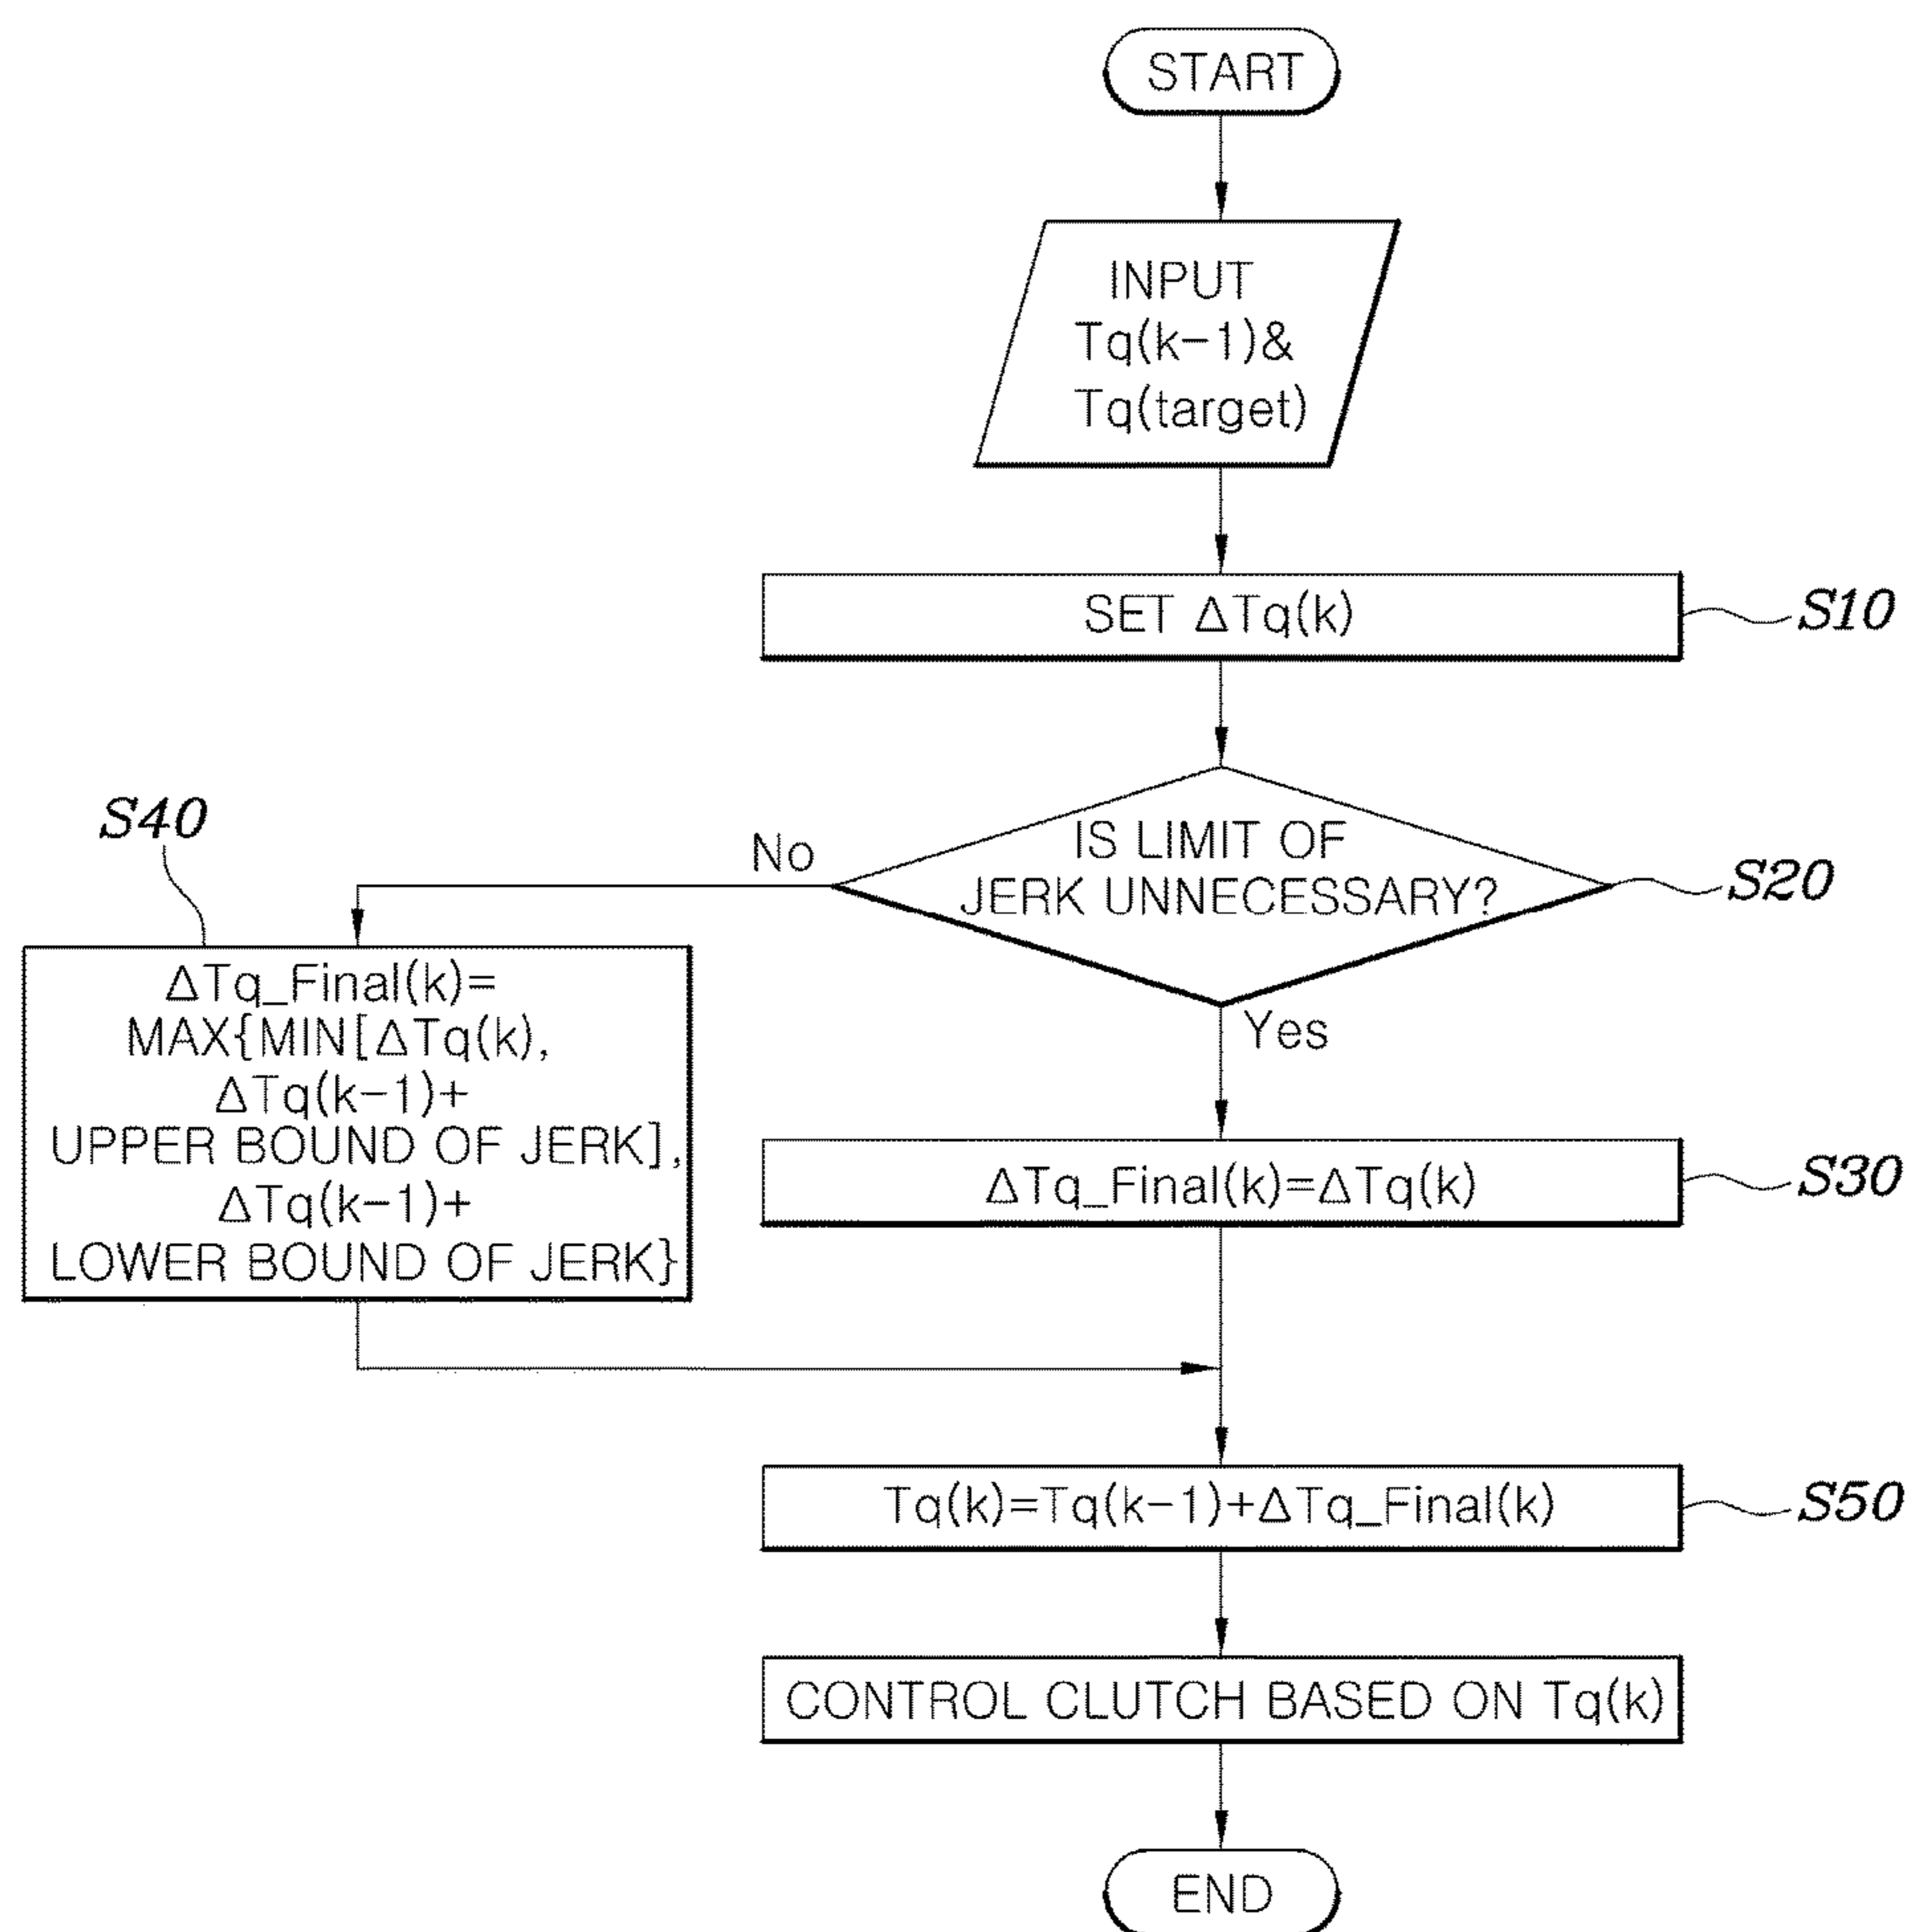 START
INPUT
Tq(k-1)&
Tq(target)
SET ΔTq(k)
S10
IS LIMIT OF
JERK UNNECESSARY?
S20
No
Yes
S40
ΔTq_Final(k)=
MAX{MIN[ΔTq(k),
ΔTq(k-1)+
UPPER BOUND OF JERK],
ΔTq(k-1)+
LOWER BOUND OF JERK}
ΔTq_Final(k)=ΔTq(k)
S30
Tq(k)=Tq(k-1)+ΔTq_Final(k)
S50
CONTROL CLUTCH BASED ON Tq(k)
END